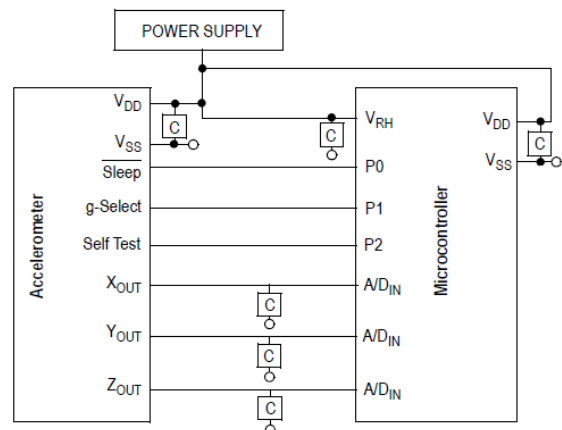 POWER SUPPLY
Accelerometer
VDD
C
VSS
Sleep
g-Select
Self Test
XOUT
YOUT
ZOUT
C
C
C
C
VRH
P0
P1
P2
A/DIN
A/DIN
A/DIN
Microcontroller
VDD
VSS
C